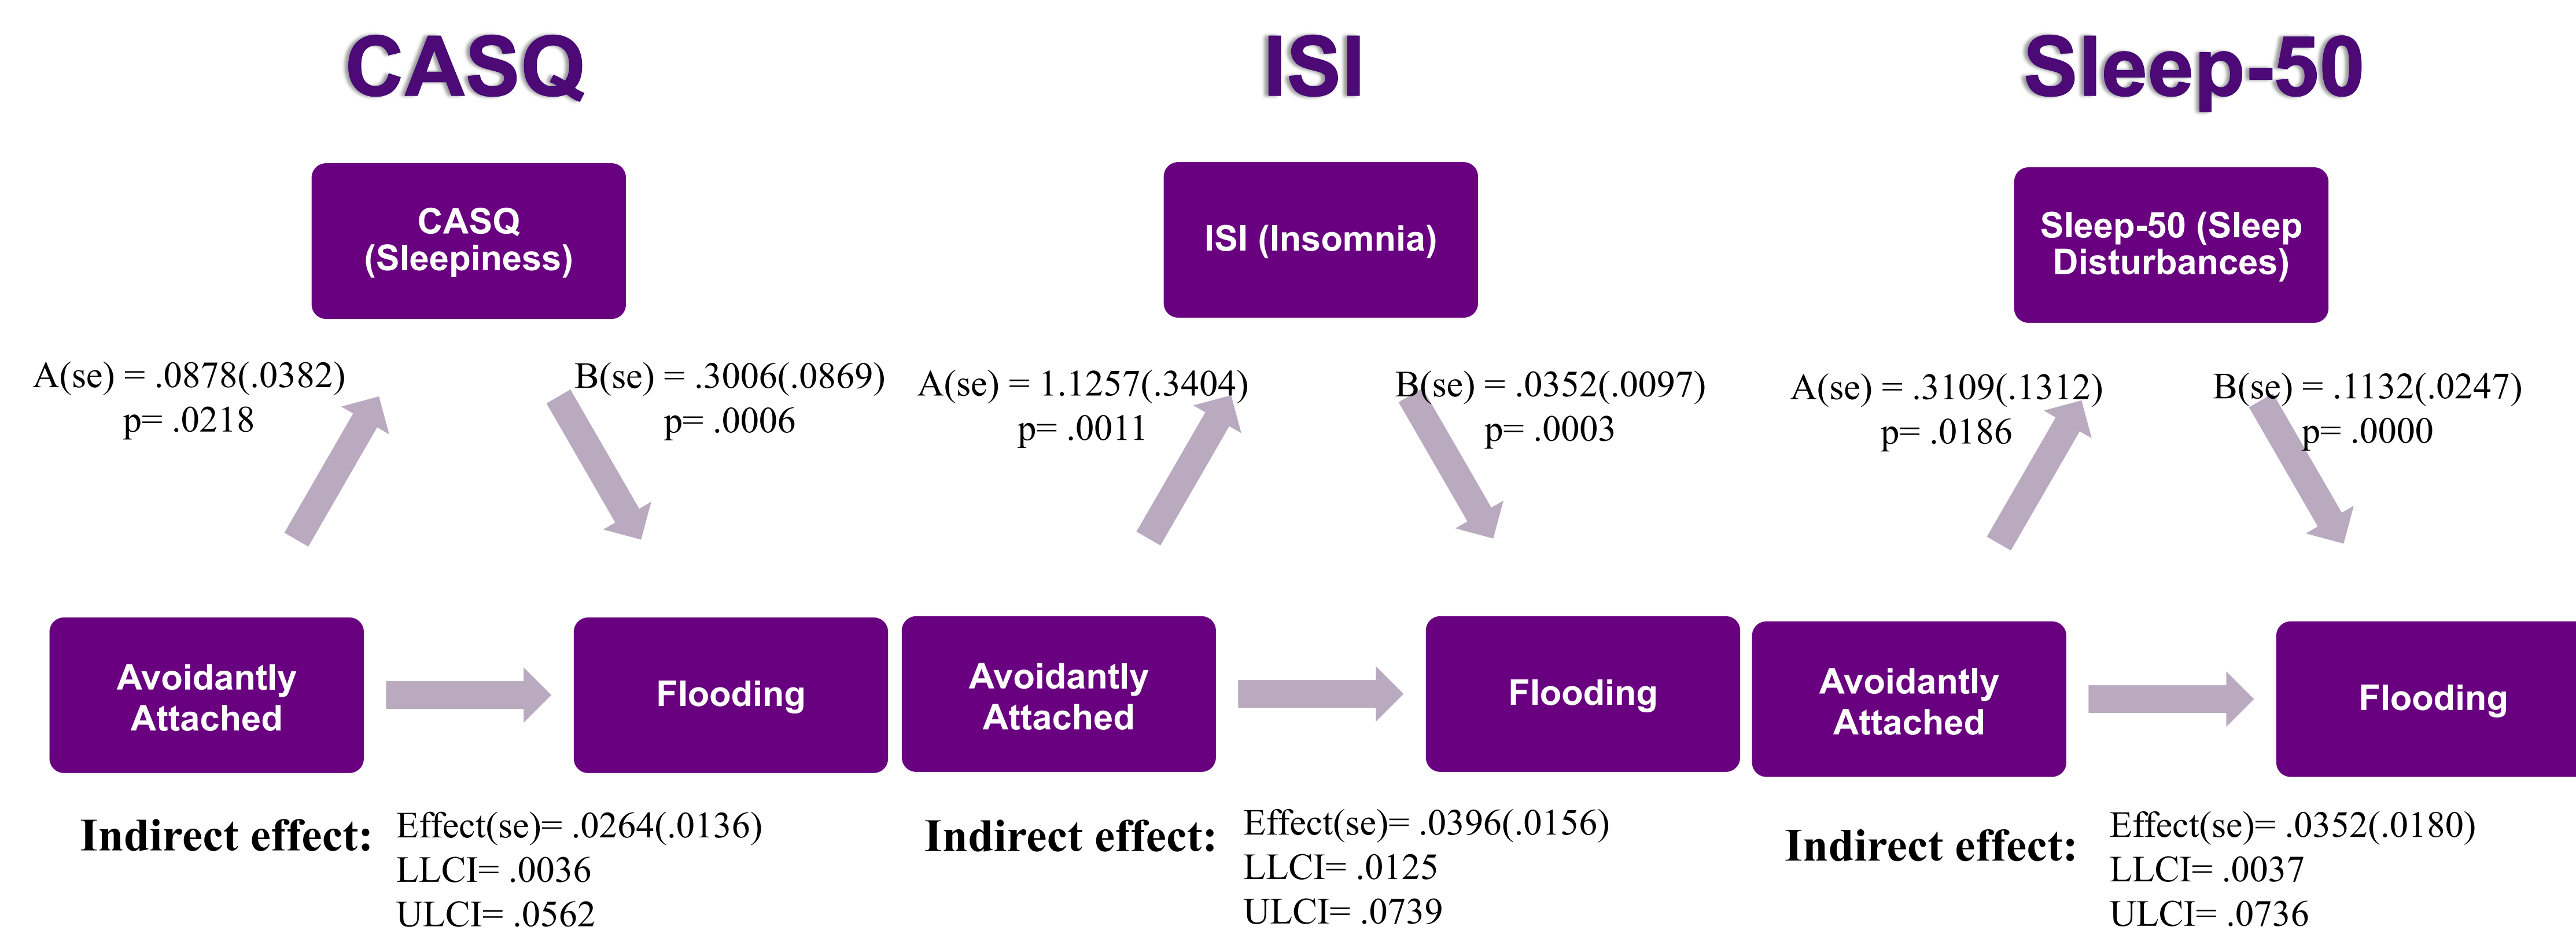 CASQ
CASQ
(Sleepiness)
A(se) = .0878(.0382)
p= .0218
B(se) = .3006(.0869)
p= .0006
Avoidantly
Attached
Flooding
Indirect effect:
Effect(se)= .0264(.0136)
LLCI= .0036
ULCI= .0562
ISI
ISI (Insomnia)
A(se) = 1.1257(.3404)
p= .0011
B(se) = .0352(.0097)
p= .0003
Avoidantly
Attached
Flooding
Indirect effect:
Effect(se)= .0396(.0156)
LLCI= .0125
ULCI= .0739
Sleep-50
Sleep-50 (Sleep
Disturbances)
A(se) = .3109(.1312)
p= .0186
B(se) = .1132(.0247)
p= .0000
Avoidantly
Attached
Flooding
Indirect effect:
Effect(se)= .0352(.0180)
LLCI= .0037
ULCI= .0736